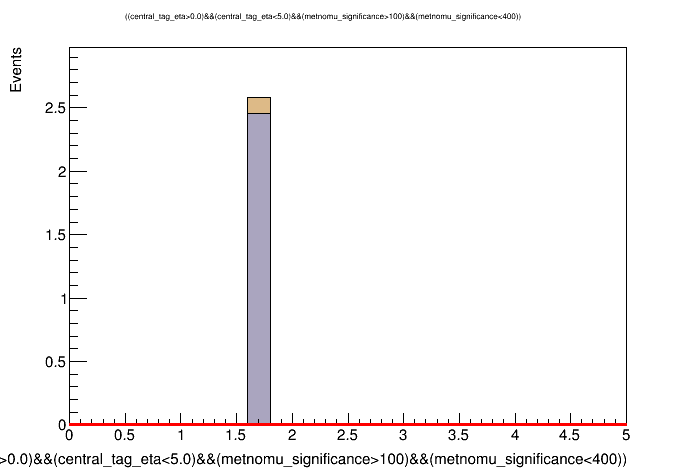 ((central_tag_eta>0.0)&&(central_tag_eta<5.0)&&(metnomu_significance>100)&&(metnomu_significance<400))
Events
2.5
2
1.5
1
0.5
0
0 0.5 1 1.5 2 2.5 3 3.5 4 4.5 5
>0.0)&&(central_tag_eta<5.0)&&(metnomu_significance>100)&&(metnomu_significance<400))